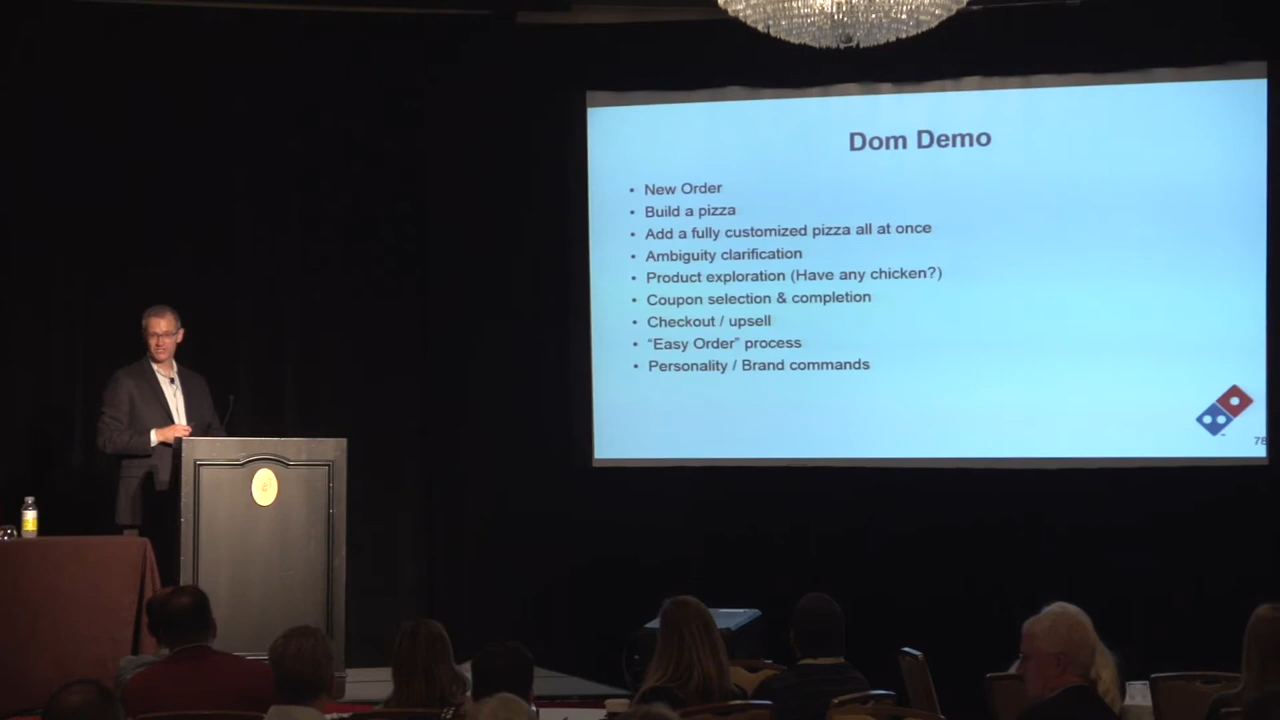 Dom Demo
• New Order
• Build a pizza
• Add a fully customized pizza all at once
• Ambiguity clarification
• Product exploration (Have any chicken?)
• Coupon selection & completion
• Checkout / upsell
• “Easy Order” process
• Personality / Brand commands
78